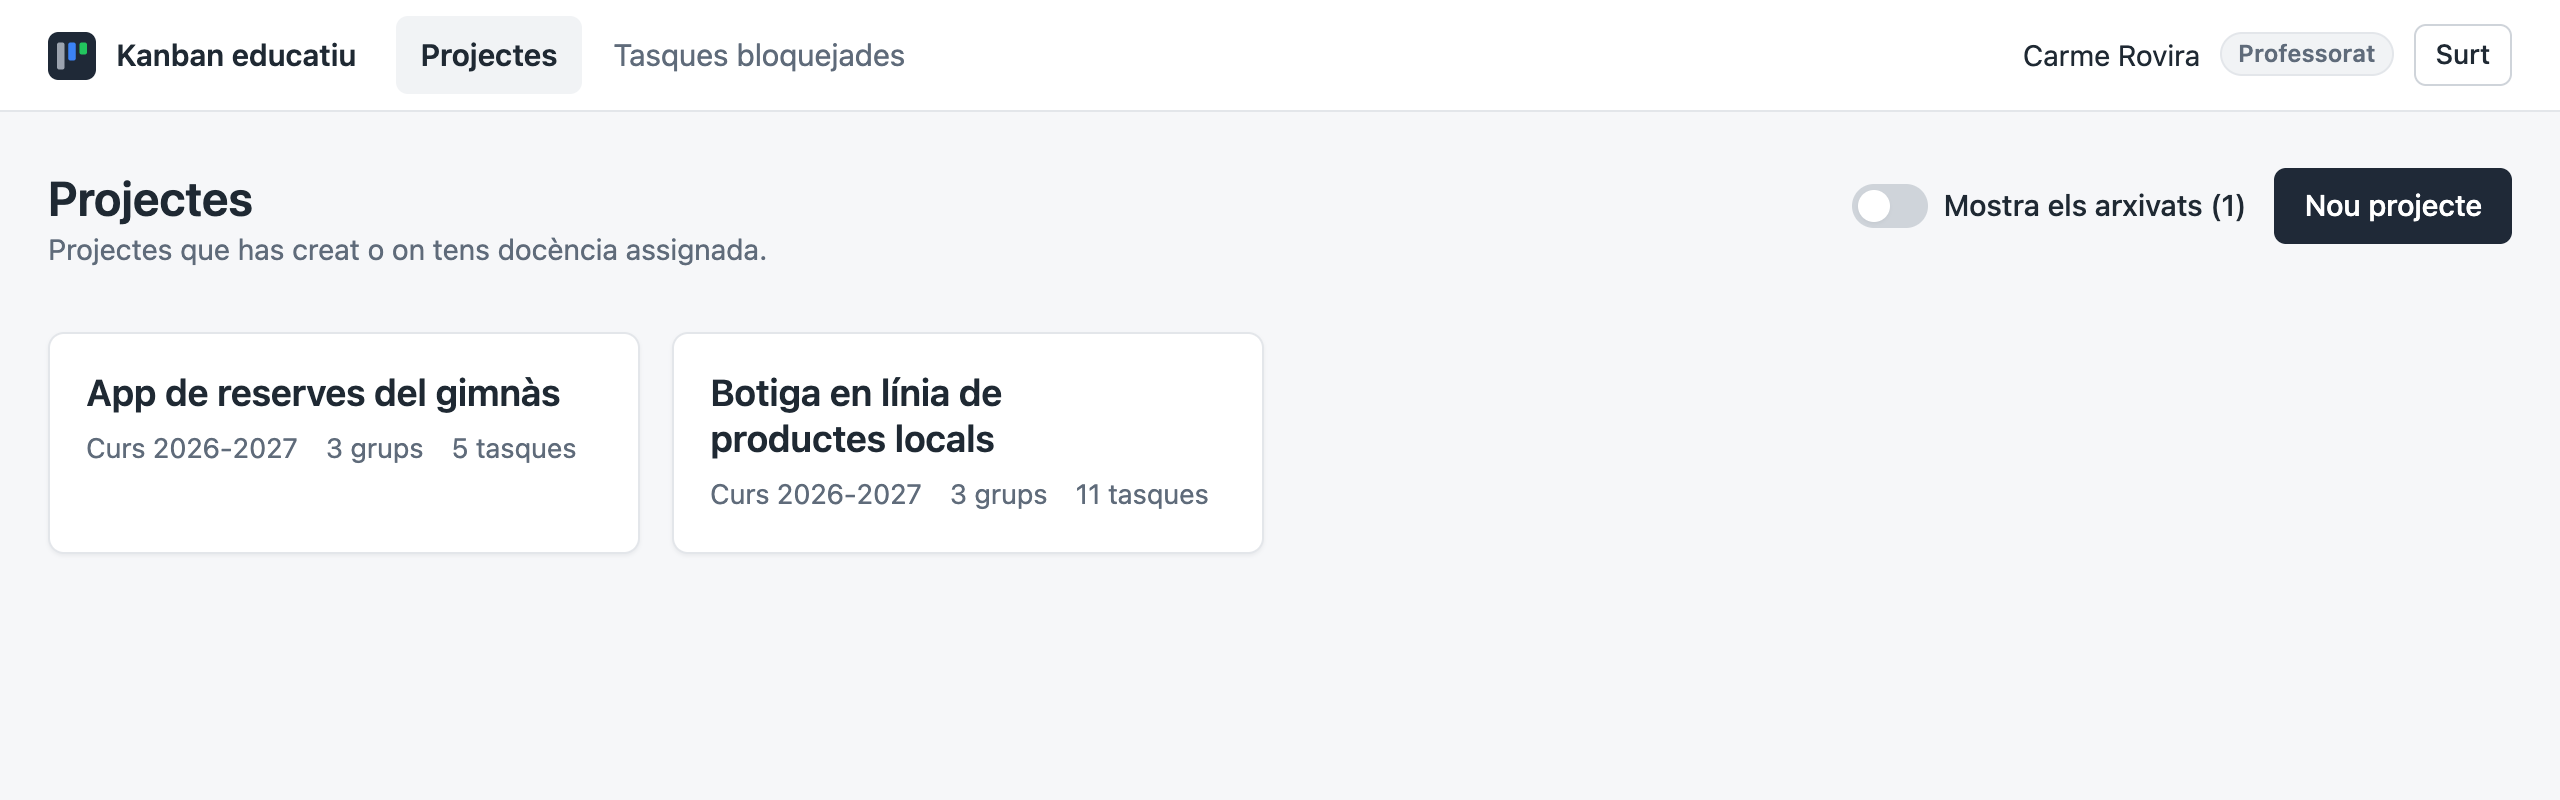 Kanban educatiu
Projectes
Tasques bloquejades
Carme Rovira
Professorat
Surt
Projectes
Projectes que has creat o on tens docència assignada.
Mostra els arxivats (1)
Nou projecte
App de reserves del gimnàs
Curs 2026-2027 3 grups 5 tasques
Botiga en línia de
productes locals
Curs 2026-2027 3 grups 11 tasques